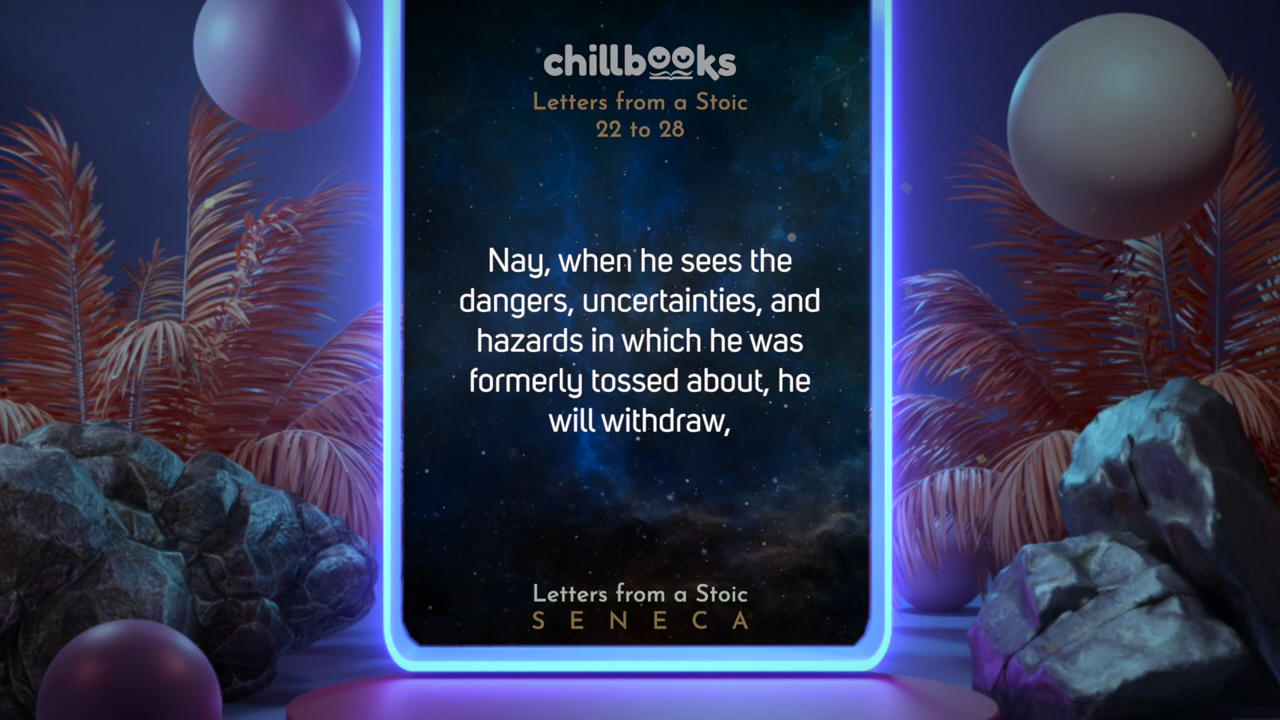 chillbooks
Letters from a Stoic
22 to 28
Nay, when he sees the
dangers, uncertainties, and
hazards in which he was
formerly tossed about, he
will withdraw,
Letters from a Stoic
SENECA